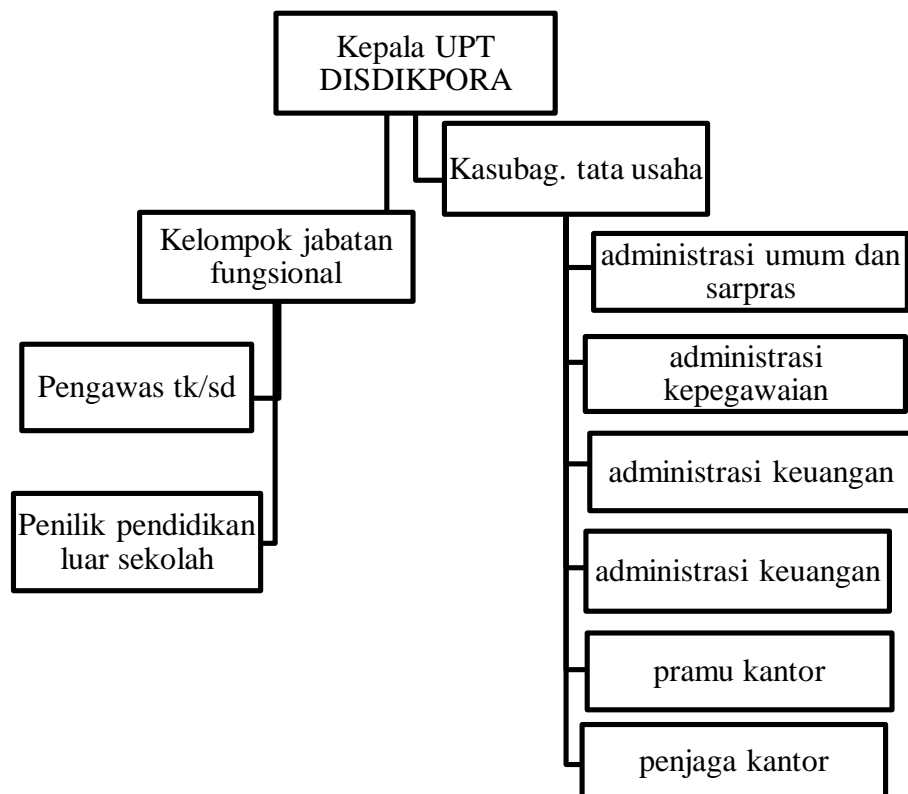 Kepala UPT
DISDIKPORA
Kasubag. tata usaha
Kelompok jabatan
fungsional
administrasi umum dan
sarpras
Pengawas tk/sd
administrasi
kepegawaian
administrasi keuangan
Penilik pendidikan
luar sekolah
administrasi keuangan
pramu kantor
penjaga kantor